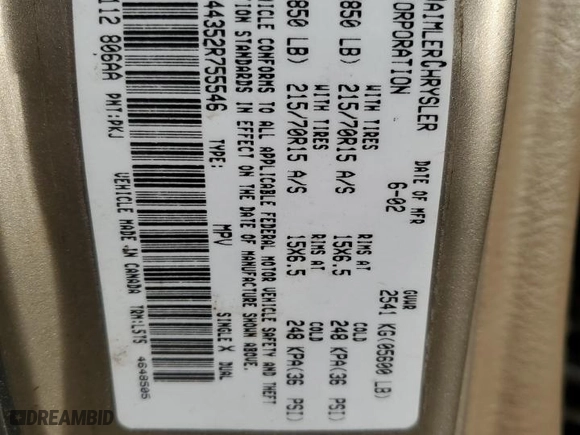 DAIMLERCHRYSLER
CORPORATION
DATE OF MFR
6-02
GVWR
2541 KG(05600 LB)
850 LB)
WITH TIRES
215/70R15 A/S
RIMS AT
15X6.5
COLD
248 KPA(36 PSI)
850 LB)
WITH TIRES
215/70R15 A/S
RIMS AT
15X6.5
COLD
248 KPA(36 PSI)
VEHICLE CONFORMS TO ALL APPLICABLE FEDERAL MOTOR VEHICLE SAFETY AND THEFT
TION STANDARDS IN EFFECT ON THE DATE OF MANUFACTURE SHOWN ABOVE.
44352R755546
TYPE:
MPV
SINGLE X
DUAL
112 806AA
PNT:PKJ
VEHICLE MADE IN CANADA
TRM:L5T5
4648505
DREAMBID